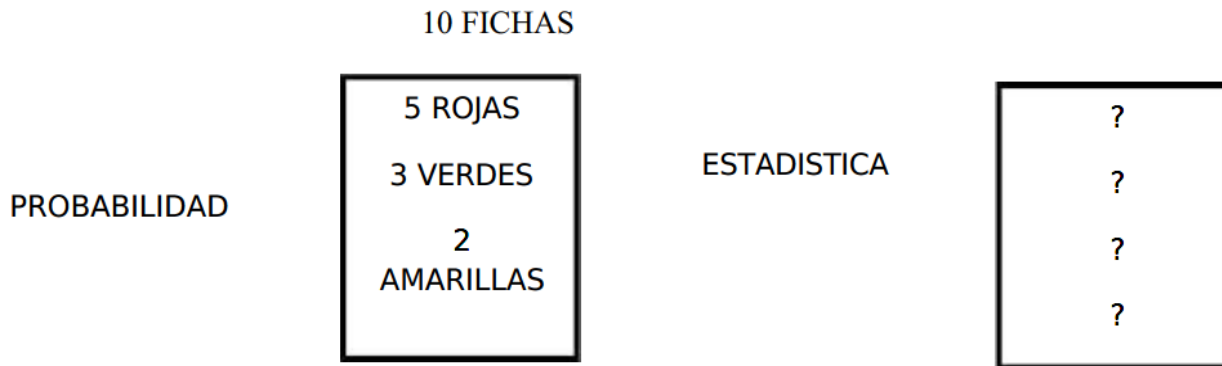 10 FICHAS
PROBABILIDAD
5 ROJAS
3 VERDES
2
AMARILLAS
ESTADISTICA
?
?
?
?